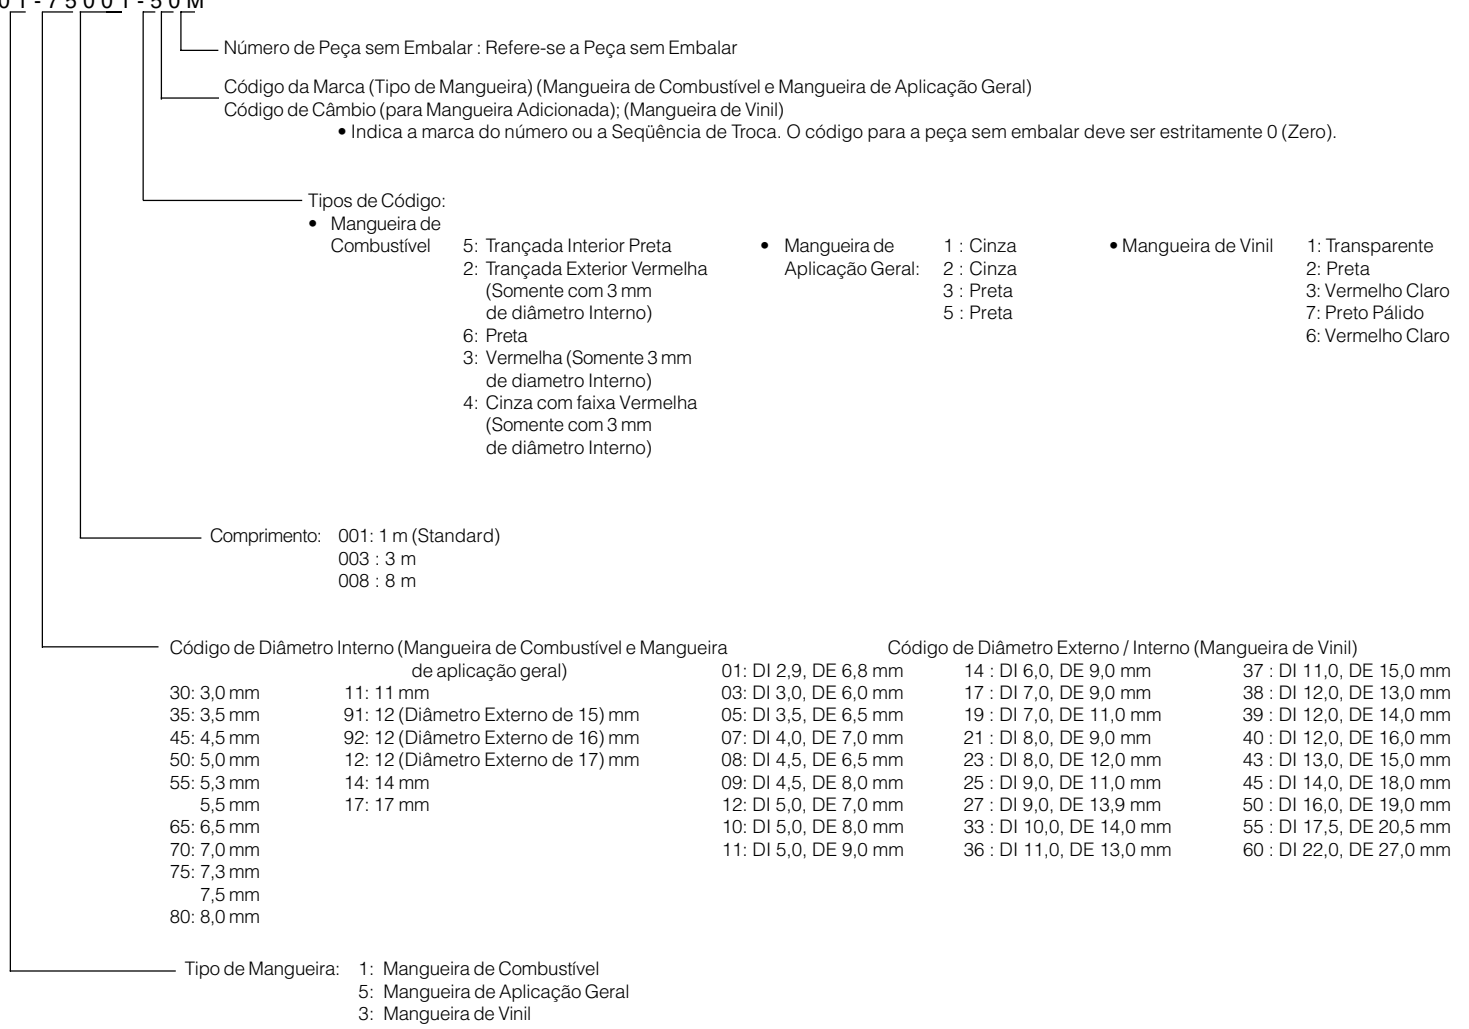 01-75001-50M
Número de Peça sem Embalar : Refere-se a Peça sem Embalar
Código da Marca (Tipo de Mangueira) (Mangueira de Combustível e Mangueira de Aplicação Geral)
Código de Câmbio (para Mangueira Adicionada); (Mangueira de Vinil)
• Indica a marca do número ou a Seqüência de Troca. O código para a peça sem embalar deve ser estritamente 0 (Zero).
Tipos de Código:
• Mangueira de
Combustível
5: Trançada Interior Preta
2: Trançada Exterior Vermelha
(Somente com 3 mm
de diâmetro Interno)
6: Preta
3: Vermelha (Somente 3 mm
de diametro Interno)
4: Cinza com faixa Vermelha
(Somente com 3 mm
de diâmetro Interno)
• Mangueira de
Aplicação Geral:
1 : Cinza
2 : Cinza
3 : Preta
5 : Preta
• Mangueira de Vinil
1: Transparente
2: Preta
3: Vermelho Claro
7: Preto Pálido
6: Vermelho Claro
Comprimento: 001: 1 m (Standard)
003 : 3 m
008 : 8 m
Código de Diâmetro Interno (Mangueira de Combustível e Mangueira
de aplicação geral)
30: 3,0 mm
35: 3,5 mm
45: 4,5 mm
50: 5,0 mm
55: 5,3 mm
5,5 mm
65: 6,5 mm
70: 7,0 mm
75: 7,3 mm
7,5 mm
80: 8,0 mm
11: 11 mm
91: 12 (Diâmetro Externo de 15) mm
92: 12 (Diâmetro Externo de 16) mm
12: 12 (Diâmetro Externo de 17) mm
14: 14 mm
17: 17 mm
Código de Diâmetro Externo / Interno (Mangueira de Vinil)
01: DI 2,9, DE 6,8 mm
03: DI 3,0, DE 6,0 mm
05: DI 3,5, DE 6,5 mm
07: DI 4,0, DE 7,0 mm
08: DI 4,5, DE 6,5 mm
09: DI 4,5, DE 8,0 mm
12: DI 5,0, DE 7,0 mm
10: DI 5,0, DE 8,0 mm
11: DI 5,0, DE 9,0 mm
14 : DI 6,0, DE 9,0 mm
17 : DI 7,0, DE 9,0 mm
19 : DI 7,0, DE 11,0 mm
21 : DI 8,0, DE 9,0 mm
23 : DI 8,0, DE 12,0 mm
25 : DI 9,0, DE 11,0 mm
27 : DI 9,0, DE 13,9 mm
33 : DI 10,0, DE 14,0 mm
36 : DI 11,0, DE 13,0 mm
37 : DI 11,0, DE 15,0 mm
38 : DI 12,0, DE 13,0 mm
39 : DI 12,0, DE 14,0 mm
40 : DI 12,0, DE 16,0 mm
43 : DI 13,0, DE 15,0 mm
45 : DI 14,0, DE 18,0 mm
50 : DI 16,0, DE 19,0 mm
55 : DI 17,5, DE 20,5 mm
60 : DI 22,0, DE 27,0 mm
Tipo de Mangueira: 1: Mangueira de Combustível
5: Mangueira de Aplicação Geral
3: Mangueira de Vinil